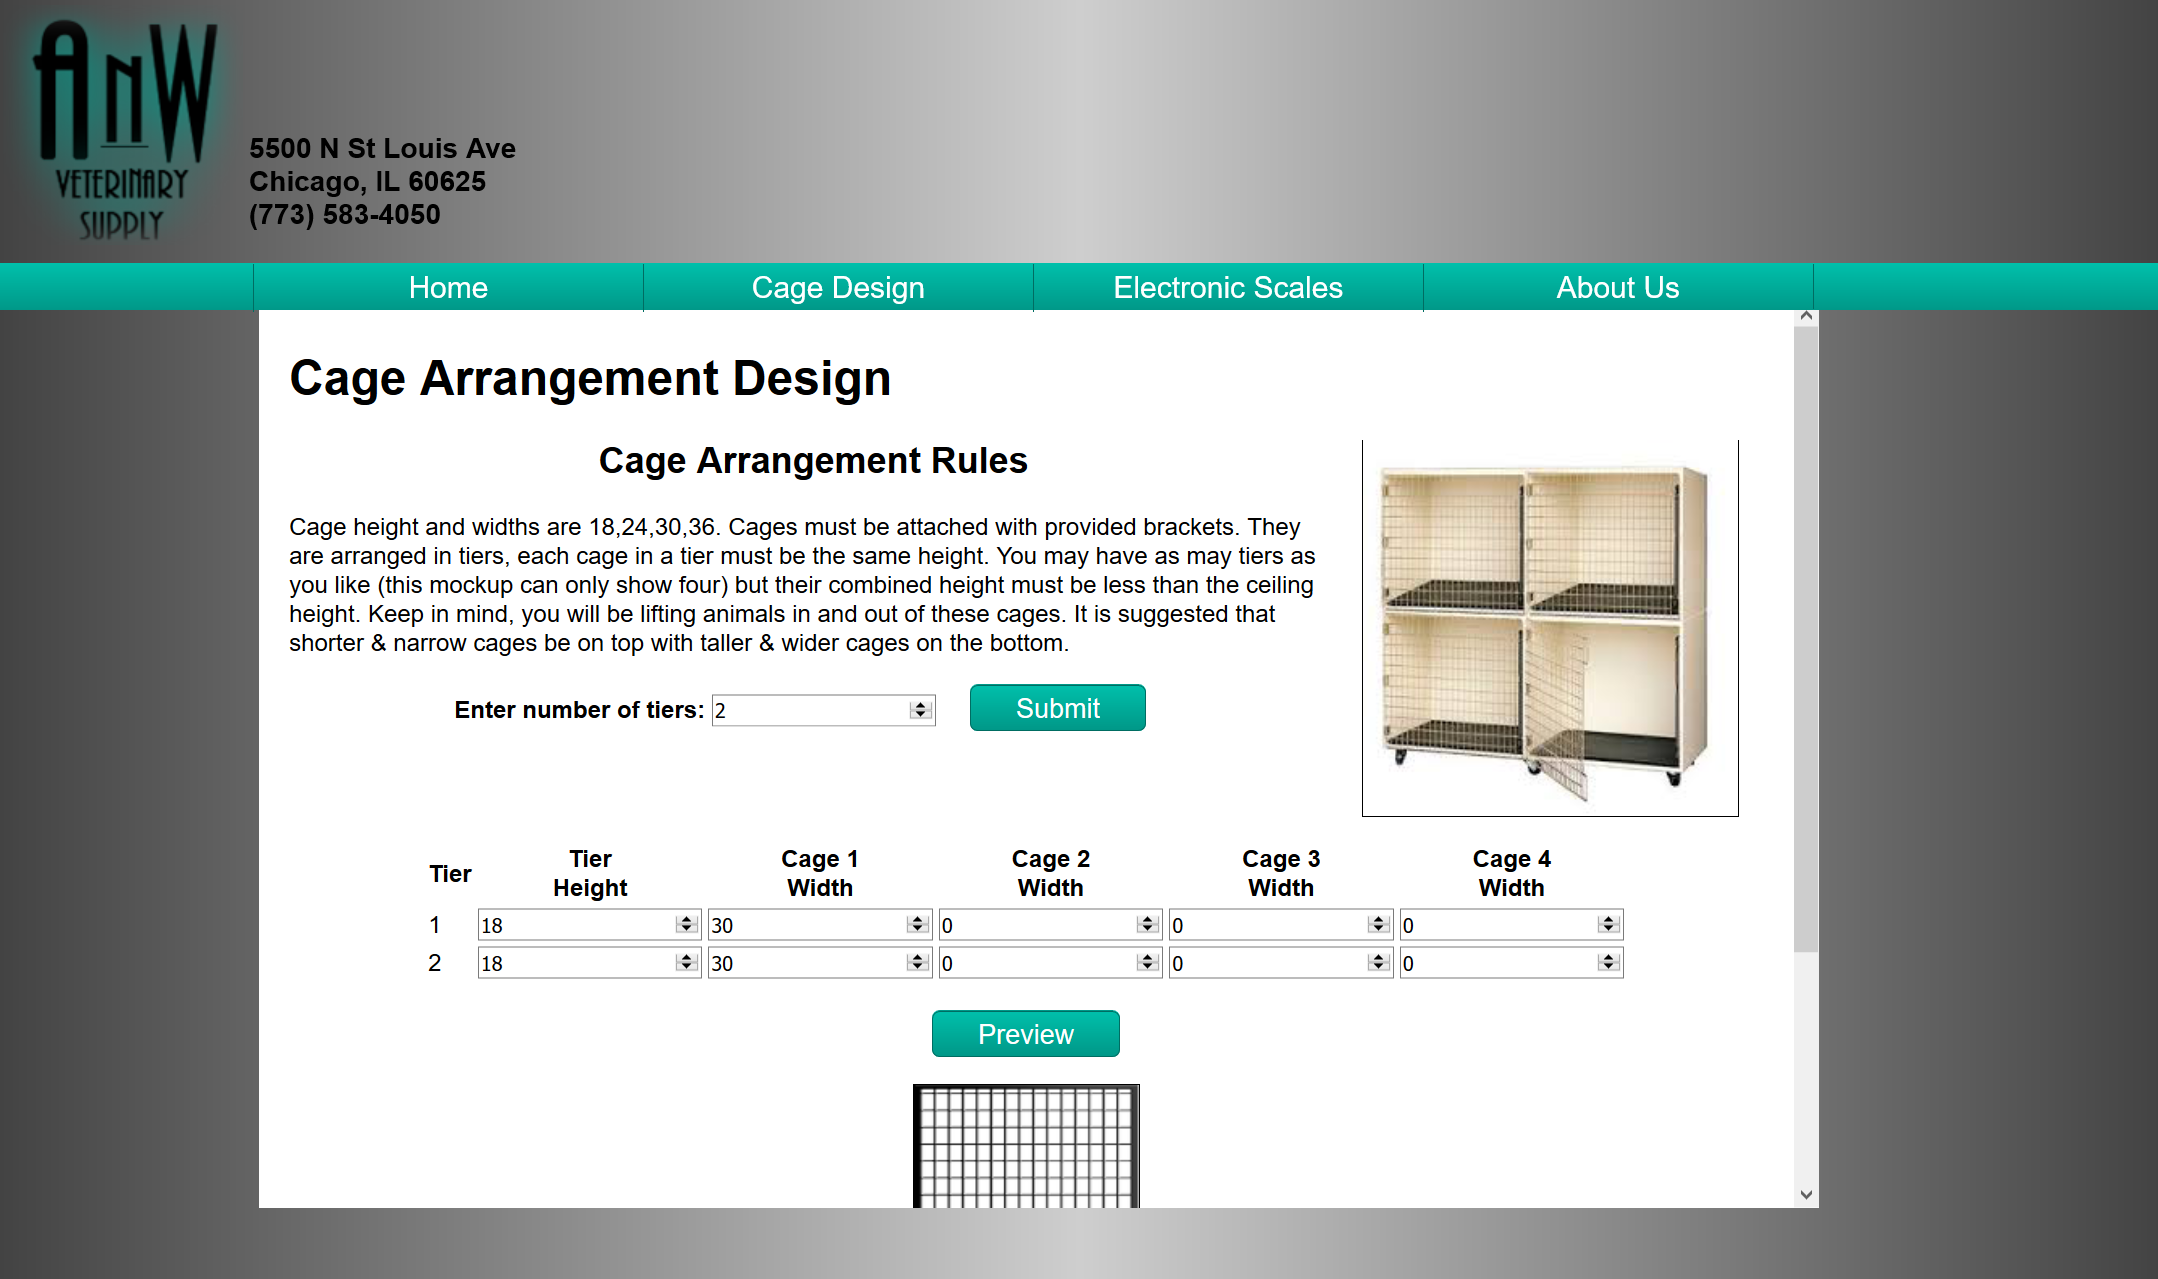 AnW
VETERINARY
SUPPLY
5500 N St Louis Ave
Chicago, IL 60625
(773) 583-4050
Home Cage Design Electronic Scales About Us
Cage Arrangement Design
Cage Arrangement Rules
Cage height and widths are 18,24,30,36. Cages must be attached with provided brackets. They
are arranged in tiers, each cage in a tier must be the same height. You may have as may tiers as
you like (this mockup can only show four) but their combined height must be less than the ceiling
height. Keep in mind, you will be lifting animals in and out of these cages. It is suggested that
shorter & narrow cages be on top with taller & wider cages on the bottom.
Enter number of tiers: 2 Submit
Tier Tier Height Cage 1 Width Cage 2 Width Cage 3 Width Cage 4 Width
1 18 30 0 0 0
2 18 30 0 0 0
Preview